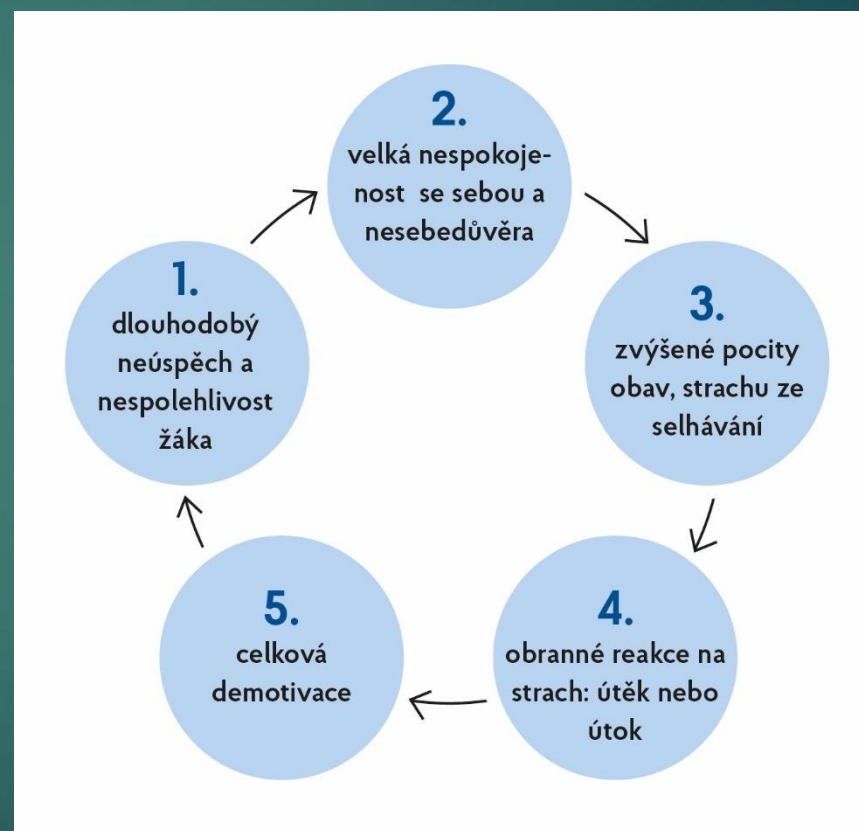 1.
dlouhodobý
neúspěch a
nespolehlivost
žáka
2.
velká nespokoje-
nost se sebou a
nesebedůvěra
3.
zvýšené pocity
obav, strachu ze
selhávání
4.
obranné reakce na
strach: útěk nebo
útok
5.
celková
demotivace